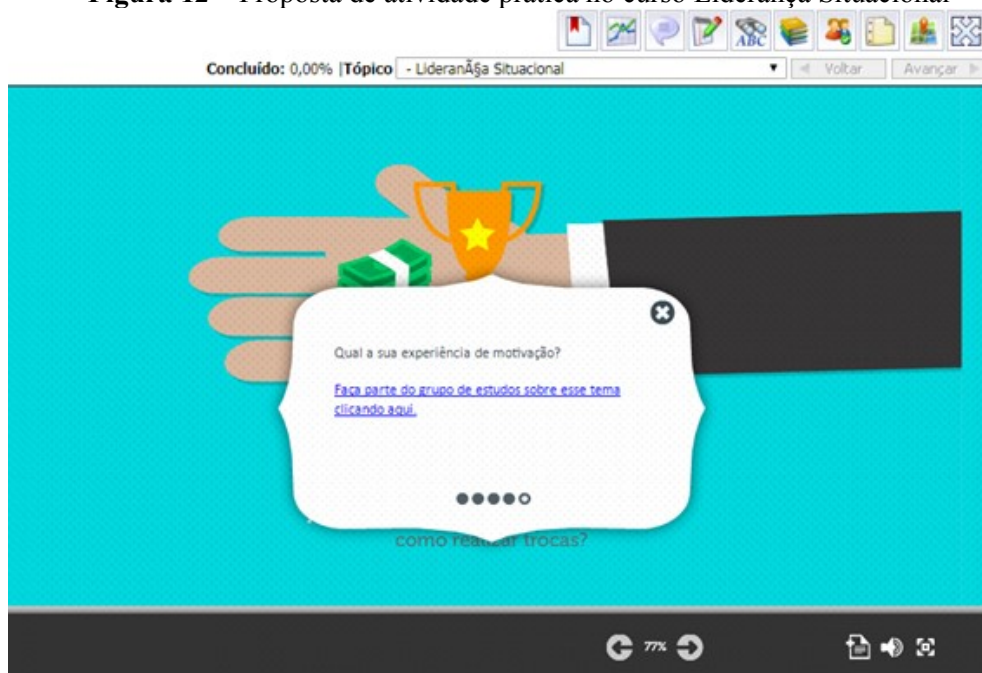 Figura 12 – Proposta de atividade prática no curso Liderança Situacional
ABC
Concluído: 0,00% |Tópico - LideranÃ§a Situacional Voltar Avançar
Qual a sua experiência de motivação?
Faça parte do grupo de estudos sobre esse tema
clicando aqui.
como realizar trocas?
77%